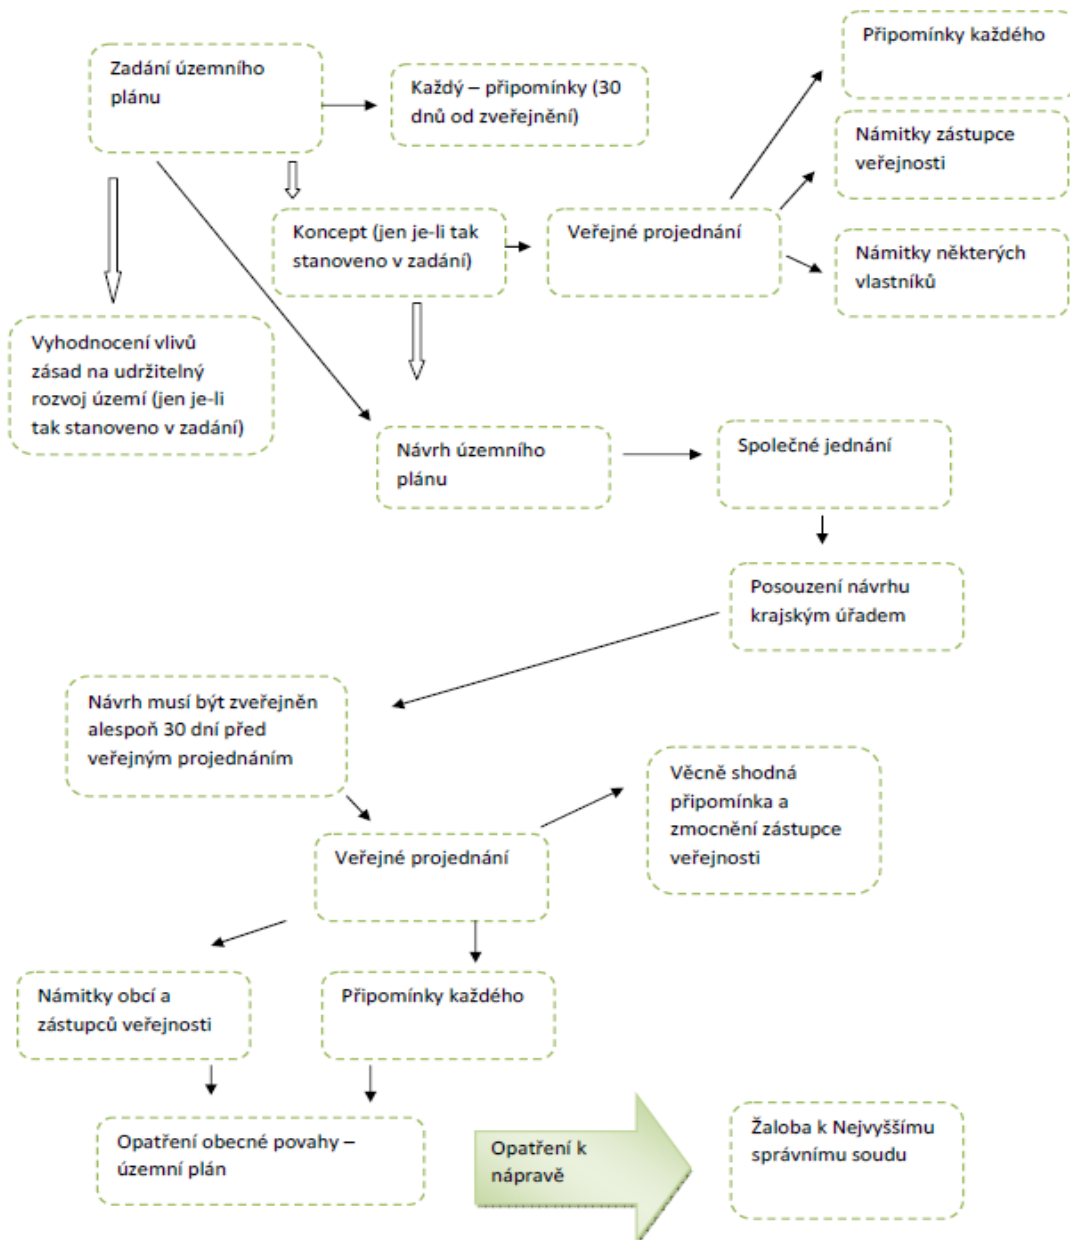 Připomínky každého
Zadání územního
plánu
Každý – připomínky (30
dnů od zveřejnění)
Námitky zástupce
veřejnosti
Koncept (jen je-li tak
stanoveno v zadání)
Veřejné projednání
Námitky některých
vlastníků
Vyhodnocení vlivů
zásad na udržitelný
rozvoj území (jen je-li
tak stanoveno v zadání)
Návrh územního
plánu
Společné jednání
Posouzení návrhu
krajským úřadem
Návrh musí být zveřejněn
alespoň 30 dní před
veřejným projednáním
Věcně shodná
připomínka a
zmocnění zástupce
veřejnosti
Veřejné projednání
Námitky obcí a
zástupců veřejnosti
Připomínky každého
Opatření obecné povahy –
územní plán
Opatření k
nápravě
Žaloba k Nejvyššímu
správnímu soudu